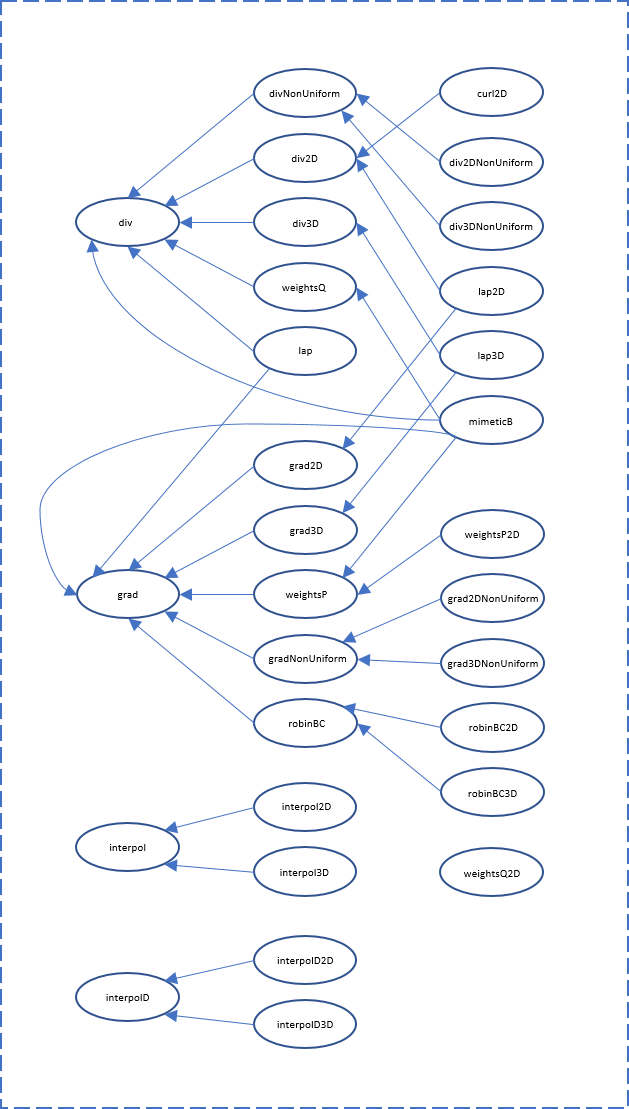 divNonUniform
curl2D
div2D
div2DNonUniform
div
div3D
div3DNonUniform
weightsQ
lap2D
lap
lap3D
mimeticB
grad2D
grad3D
weightsP2D
grad
weightsP
grad2DNonUniform
gradNonUniform
grad3DNonUniform
robinBC
robinBC2D
robinBC3D
interpol2D
interpol
interpol3D
weightsQ2D
interpolD2D
interpolD
interpolD3D